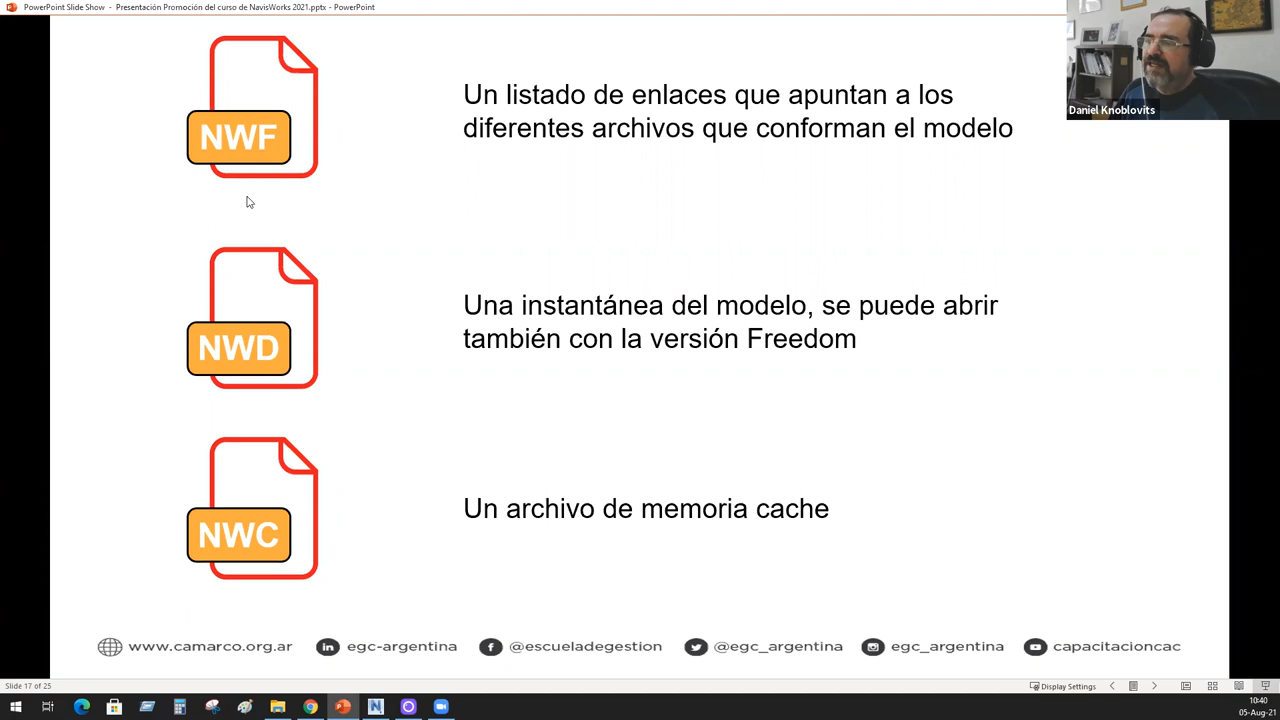 PowerPoint Slide Show - Presentación Promoción del curso de NavisWorks 2021.pptx - PowerPoint
Daniel Knoblovits
NWF
Un listado de enlaces que apuntan a los
diferentes archivos que conforman el modelo
NWD
Una instantánea del modelo, se puede abrir
también con la versión Freedom
NWC
Un archivo de memoria cache
www.camarco.org.ar egc-argentina @escueladegestion @egc_argentina egc_argentina capacitacioncac
Slide 17 of 25 Display Settings
10:40
05-Aug-21